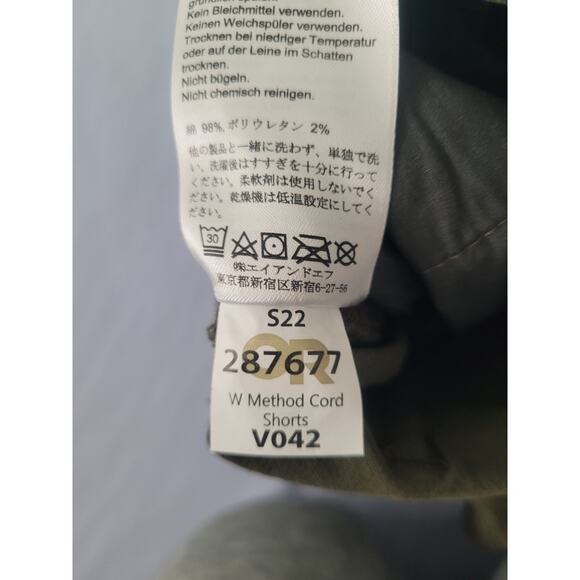 gründlich spülen.
Kein Bleichmittel verwenden.
Keinen Weichspüler verwenden.
Trocknen bei niedriger Temperatur
oder auf der Leine im Schatten
trocknen.
Nicht bügeln.
Nicht chemisch reinigen.
綿 98%, ポリウレタン 2%
他の製品と一緒に洗わず、単独で洗
い、洗濯後はすすぎを十分に行って
ください。柔軟剤は使用しないでく
ださい。乾燥機は低温設定にしてく
ださい。
30
㈱エイアンドエフ
東京都新宿区新宿6-27-56
S22
OR
287677
W Method Cord
Shorts
V042